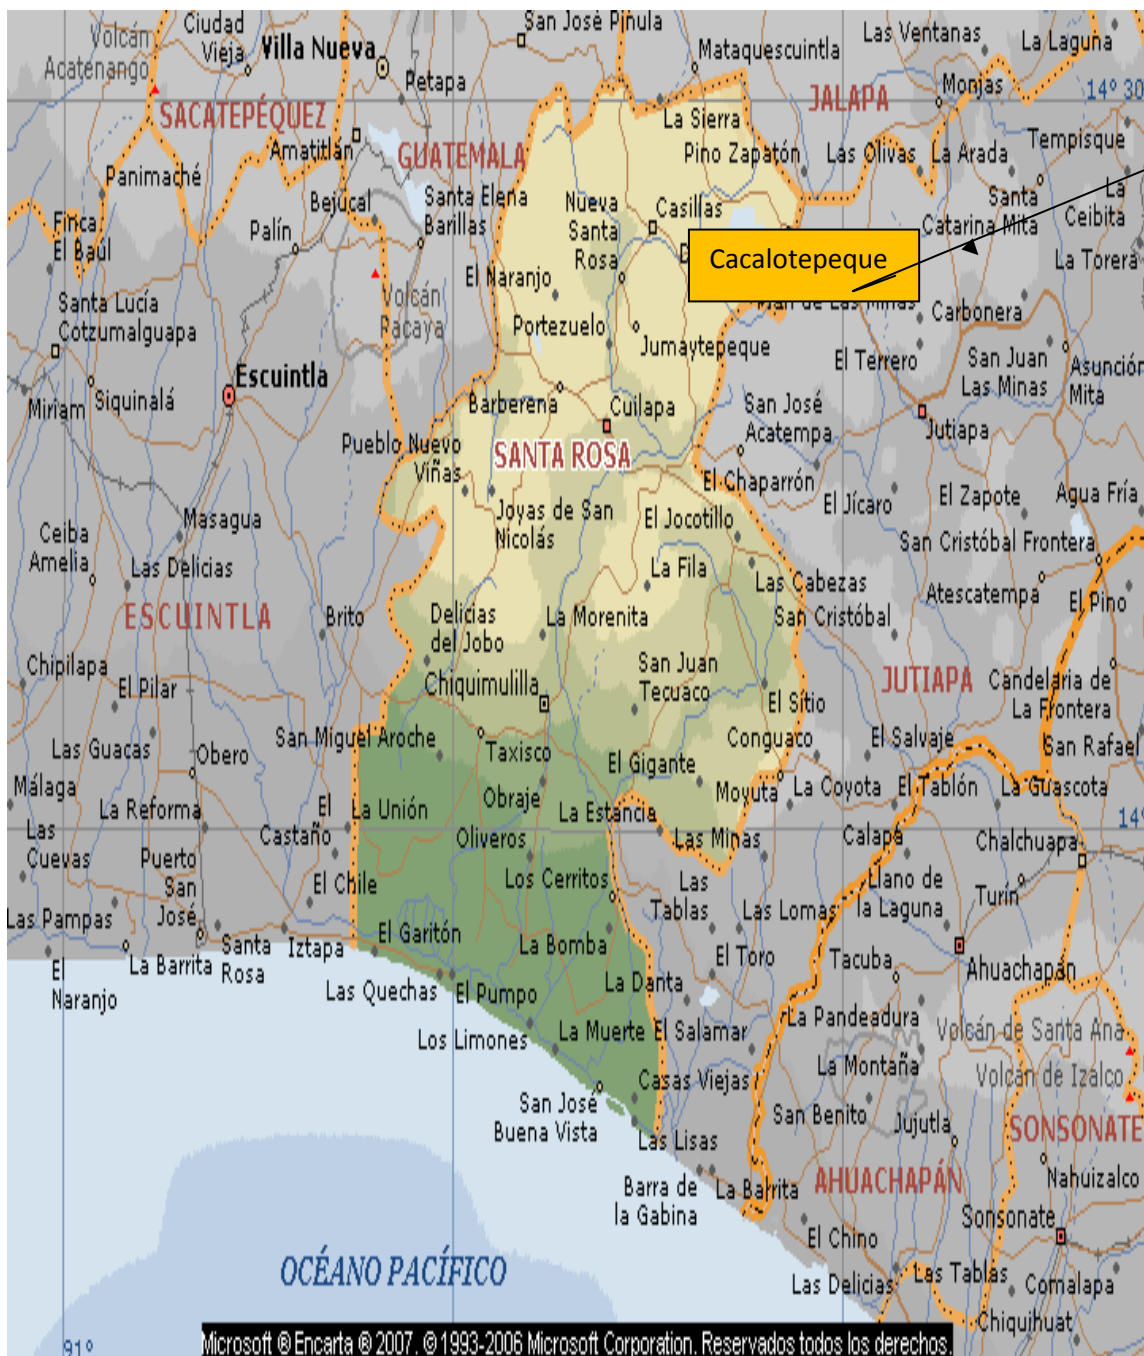 Volcán
Acatenango
Ciudad
Vieja
Villa Nueva
Petapa
San José Pinula
Mataquescuintla
Las Ventanas
La Laguna
Monjas
14° 30
SACATEPÉQUEZ
JALAPA
La Sierra
Tempisque
Amatitlán
GUATEMALA
Pino Zapatón
Las Olivas
La Arada
Panimaché
Bejucal
Santa Elena
Barillas
Nueva
Santa
Rosa
Casillas
Santa
Catarina Mita
La
Ceibita
Finca
El Baúl
Palín
D
Cacalotepeque
La Torera
El Naranjo
Santa Lucía
Cotzumalguapa
Volcán
Pacaya
Plan de Las Minas
Carbonera
Portezuelo
Jumaytepeque
El Terrero
San Juan
Las Minas
Asunción
Mita
Escuintla
Miriam
Siquinalá
Barberena
Cuilapa
San José
Acatempa
Jutiapa
Pueblo Nuevo
Viñas
SANTA ROSA
El Chaparrón
El Jícaro
El Zapote
Agua Fría
Masagua
Joyas de San
Nicolás
El Jocotillo
San Cristóbal Frontera
Ceiba
Amelia
Las Delicias
La Fila
Las Cabezas
Atescatempa
El Pino
ESCUINTLA
Brito
Delicias
del Jobo
La Morenita
San Cristóbal
Chipilapa
El Pilar
Chiquimulilla
San Juan
Tecuaco
El Sitio
JUTIAPA
Candelaria de
La Frontera
Las Guacas
Obero
San Miguel Aroche
Taxisco
Conguaco
El Salvaje
San Rafael
Málaga
El Gigante
Moyuta
La Coyota
El Tablón
La Guascota
La Reforma
El
Castaño
La Unión
Obraje
La Estancia
14°
Las
Cuevas
Puerto
San
José
Oliveros
Las Minas
Calapa
Chalchuapa
El Chile
Los Cerritos
Las
Tablas
Llano de
la Laguna
Turín
Las Pampas
Santa
Rosa
Iztapa
El Garitón
La Bomba
Las Lomas
El
Naranjo
La Barrita
El Toro
Tacuba
Ahuachapán
Las Quechas
El Pumpo
La Danta
La Pandeadura
Los Limones
La Muerte
El Salamar
Volcán de Santa Ana
La Montaña
Volcán de Izalco
San José
Buena Vista
Casas Viejas
San Benito
Jujutla
SONSONATE
Las Lisas
Barra de
la Gabina
La Barrita
AHUACHAPÁN
Nahuizalco
Sonsonate
El Chino
OCÉANO PACÍFICO
Las Delicias
Las Tablas
Comalapa
Chiquihuat
91°
Microsoft ® Encarta ® 2007. © 1993-2006 Microsoft Corporation. Reservados todos los derechos.